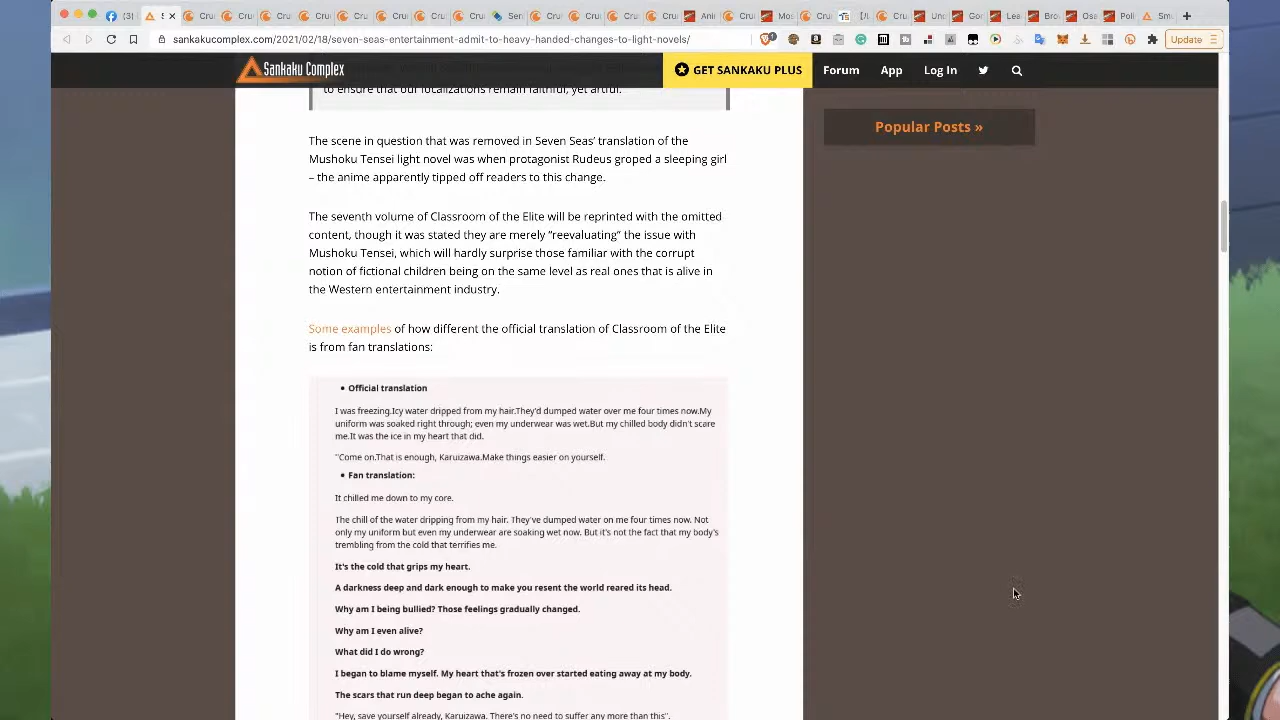 sankakucomplex.com/2021/02/18/seven-seas-entertainment-admit-to-heavy-handed-changes-to-light-novels/
Update
Sankaku Complex
GET SANKAKU PLUS
Forum
App
Log In
to ensure that our localizations remain faithful, yet artful.
Popular Posts »
The scene in question that was removed in Seven Seas’ translation of the
Mushoku Tensei light novel was when protagonist Rudeus groped a sleeping girl
– the anime apparently tipped off readers to this change.
The seventh volume of Classroom of the Elite will be reprinted with the omitted
content, though it was stated they are merely “reevaluating“ the issue with
Mushoku Tensei, which will hardly surprise those familiar with the corrupt
notion of fictional children being on the same level as real ones that is alive in
the Western entertainment industry.
Some examples of how different the official translation of Classroom of the Elite
is from fan translations:
• Official translation
I was freezing.Icy water dripped from my hair.They'd dumped water over me four times now.My
uniform was soaked right through; even my underwear was wet.But my chilled body didn't scare
me.It was the ice in my heart that did.
"Come on.That is enough, Karuizawa.Make things easier on yourself.
• Fan translation:
It chilled me down to my core.
The chill of the water dripping from my hair. They've dumped water on me four times now. Not
only my uniform but even my underwear are soaking wet now. But it's not the fact that my body's
trembling from the cold that terrifies me.
It's the cold that grips my heart.
A darkness deep and dark enough to make you resent the world reared its head.
Why am I being bullied? Those feelings gradually changed.
Why am I even alive?
What did I do wrong?
I began to blame myself. My heart that's frozen over started eating away at my body.
The scars that run deep began to ache again.
"Hey, save yourself already, Karuizawa. There's no need to suffer any more than this".